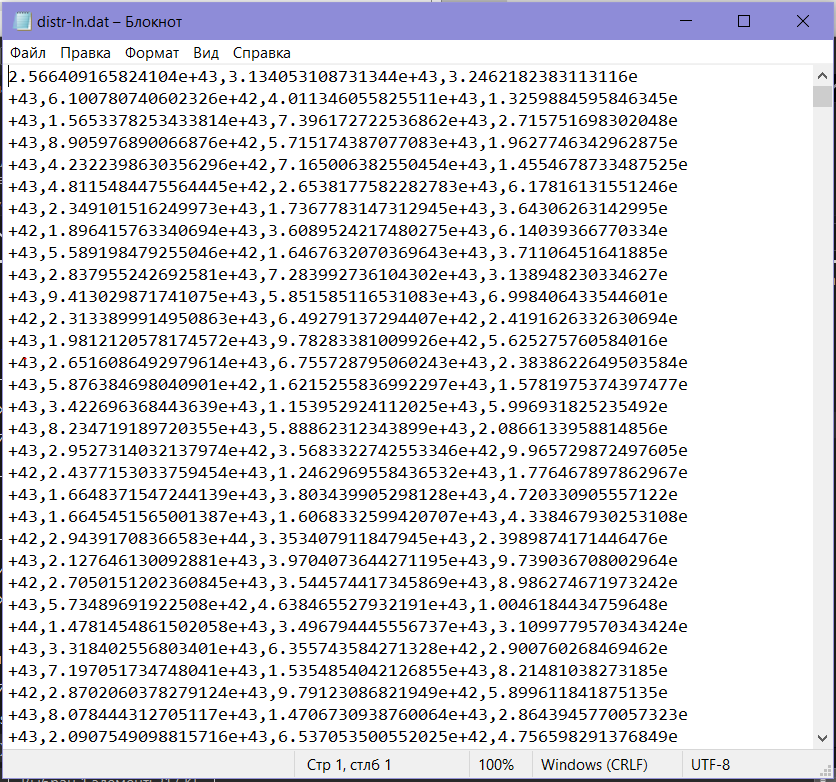 distr-ln.dat – Блокнот
Файл Правка Формат Вид Справка
2.566409165824104e+43,3.134053108731344e+43,3.2462182383113116e
+43,6.100780740602326e+42,4.011346055825511e+43,1.3259884595846345e
+43,1.5653378253433814e+43,7.396172722536862e+43,2.715751698302048e
+43,8.905976890066876e+42,5.715174387077083e+43,1.9627746342962875e
+43,4.2322398630356296e+42,7.165006382550454e+43,1.4554678733487525e
+43,4.8115484475564445e+42,2.6538177582282783e+43,6.17816131551246e
+43,2.349101516249973e+43,1.7367783147312945e+43,3.64306263142995e
+42,1.896415763340694e+43,3.6089524217480275e+43,6.14039366770334e
+43,5.589198479255046e+42,1.6467632070369643e+43,3.71106451641885e
+43,2.837955242692581e+43,7.283992736104302e+43,3.138948230334627e
+43,9.413029871741075e+43,5.851585116531083e+43,6.998406433544601e
+42,2.3133899914950863e+43,6.49279137294407e+42,2.4191626332630694e
+43,1.9812120578174572e+43,9.78283381009926e+42,5.625275760584016e
+43,2.6516086492979614e+43,6.755728795060243e+43,2.3838622649503584e
+43,5.876384698040901e+42,1.6215255836992297e+43,1.5781975374397477e
+43,3.422696368443639e+43,1.153952924112025e+43,5.996931825235492e
+43,8.234719189720355e+43,5.88862312343899e+43,2.0866133958814856e
+43,2.9527314032137974e+42,3.5683322742553346e+42,9.965729872497605e
+42,2.4377153033759454e+43,1.2462969558436532e+43,1.776467897862967e
+43,1.6648371547244139e+43,3.803439905298128e+43,4.720330905557122e
+43,1.6645451565001387e+43,1.6068332599420707e+43,4.338467930253108e
+42,2.94391708366583e+44,3.353407911847945e+43,2.3989874171446476e
+43,2.127646130092881e+43,3.9704073644271195e+43,9.739036708002964e
+42,2.7050151202360845e+43,3.544574417345869e+43,8.986274671973242e
+43,5.73489691922508e+42,4.638465527932191e+43,1.0046184434759648e
+44,1.4781454861502058e+43,3.496794445556737e+43,3.1099779570343424e
+43,3.318402556803401e+43,6.355743584271328e+42,2.900760268469462e
+43,7.197051734748041e+43,1.5354854042126855e+43,8.21481038273185e
+42,2.8702060378279124e+43,9.79123086821949e+42,5.899611841875135e
+43,8.078444312705117e+43,1.4706730938760064e+43,2.8643945770057323e
+43,2.0907549098815716e+43,6.537053500552025e+42,4.756598291376849e
Стр 1, стлб 1 100% Windows (CRLF) UTF-8